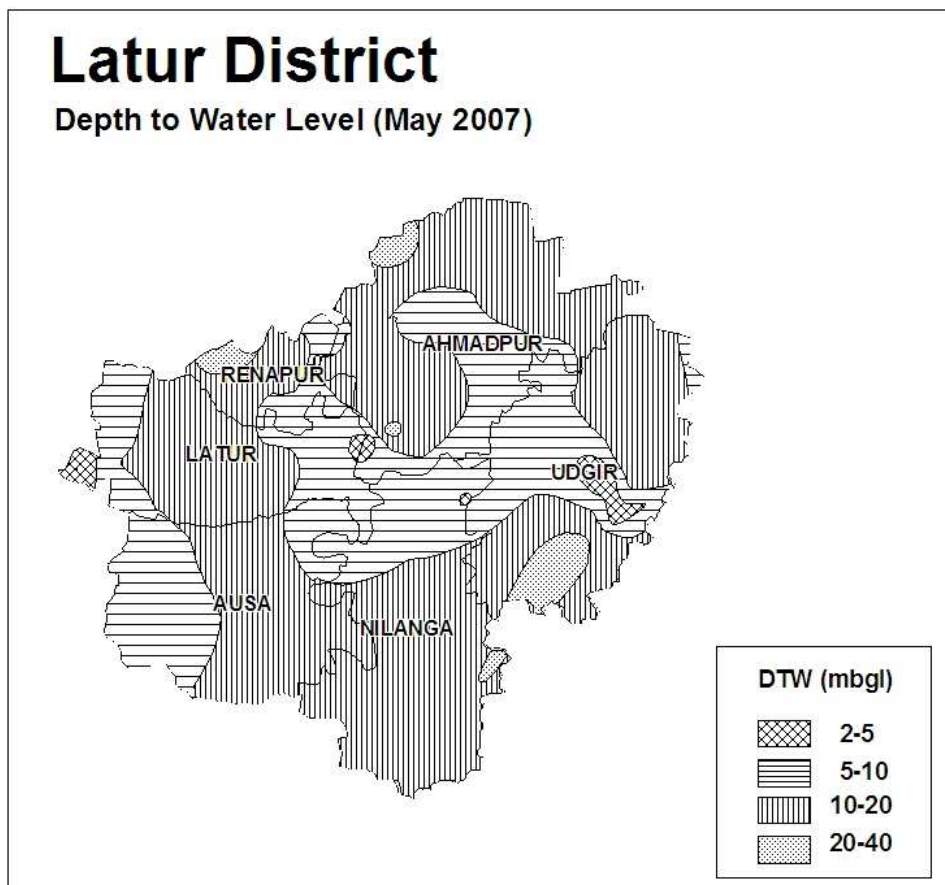 Latur District
Depth to Water Level (May 2007)
AHMADPUR
RENAPUR
LATUR
UDGIR
AUSA
NILANGA
DTW (mbgl)
2-5
5-10
10-20
20-40